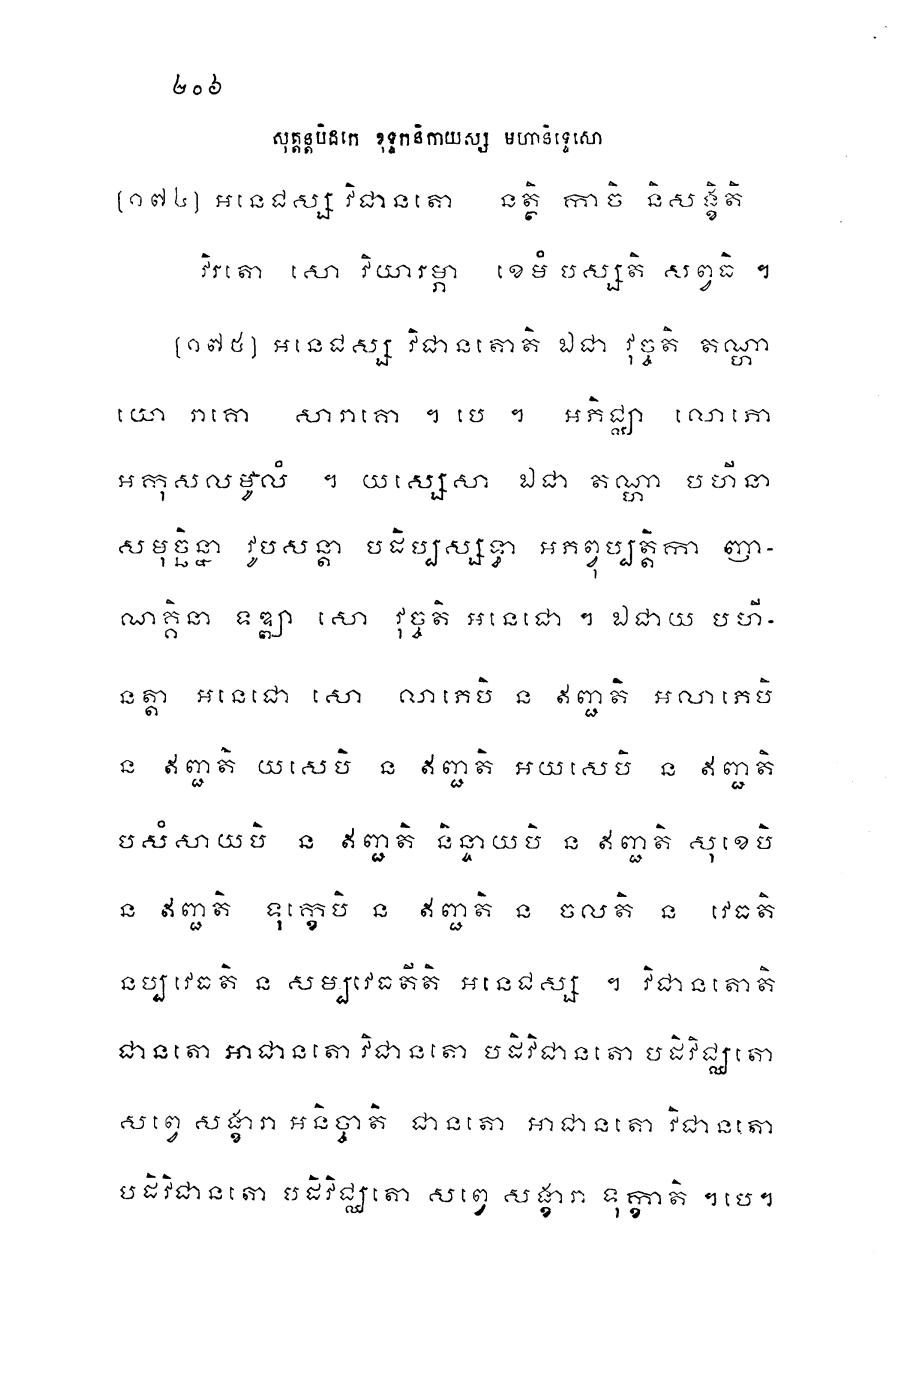 ២០៦
សុត្តន្តបិដកេ ខុទ្ទកនិកាយស្ស មហានិទ្ទេសោ
(១៧៤) អនេជស្ស វិជានតោ នត្ថិ កាចិ និសង្ខិតិ
វិរតោ សោ វិយារម្ភា ខេមំ បស្សតិ សព្វធិ ។
(១៧៥) អនេជស្ស វិជានតោតិ ឯជា វុច្ចតិ តណ្ហា
យោ រាគោ សារាគោ ។ បេ ។ អភិជ្ឈា លោភោ
អកុសលមូលំ ។ យស្សេសា ឯជា តណ្ហា បហីនា
សមុច្ឆិន្នា វូបសន្តា បដិប្បស្សទ្ធា អភព្វុប្បត្តិកា ញា-
ណគ្គិនា ទឌ្ឍា សោ វុច្ចតិ អនេជោ ។ ឯជាយ បហី-
នត្តា អនេជោ សោ លាភេបិ ន ឥញ្ជតិ អលាភេបិ
ន ឥញ្ជតិ យសេបិ ន ឥញ្ជតិ អយសេបិ ន ឥញ្ជតិ
បសំសាយបិ ន ឥញ្ជតិ និន្ទាយបិ ន ឥញ្ជតិ សុខេបិ
ន ឥញ្ជតិ ទុក្ខេបិ ន ឥញ្ជតិ ន ចលតិ ន វេធតិ
នប្បវេធតិ ន សម្បវេធតីតិ អនេជស្ស ។ វិជានតោតិ
ជានតោ អាជានតោ វិជានតោ បដិវិជានតោ បដិវិជ្ឈតោ
សព្វេ សង្ខារា អនិច្ចាតិ ជានតោ អាជានតោ វិជានតោ
បដិវិជានតោ បដិវិជ្ឈតោ សព្វេ សង្ខារា ទុក្ខាតិ ។បេ។